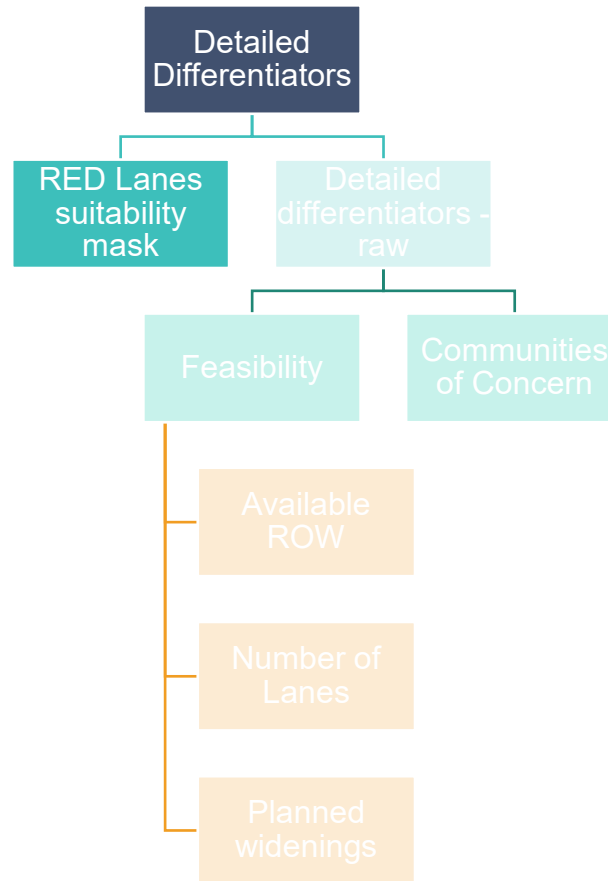 Detailed
Differentiators
RED Lanes
suitability
mask
Detailed
differentiators -
raw
Feasibility
Communities
of Concern
Available
ROW
Number of
Lanes
Planned
widenings